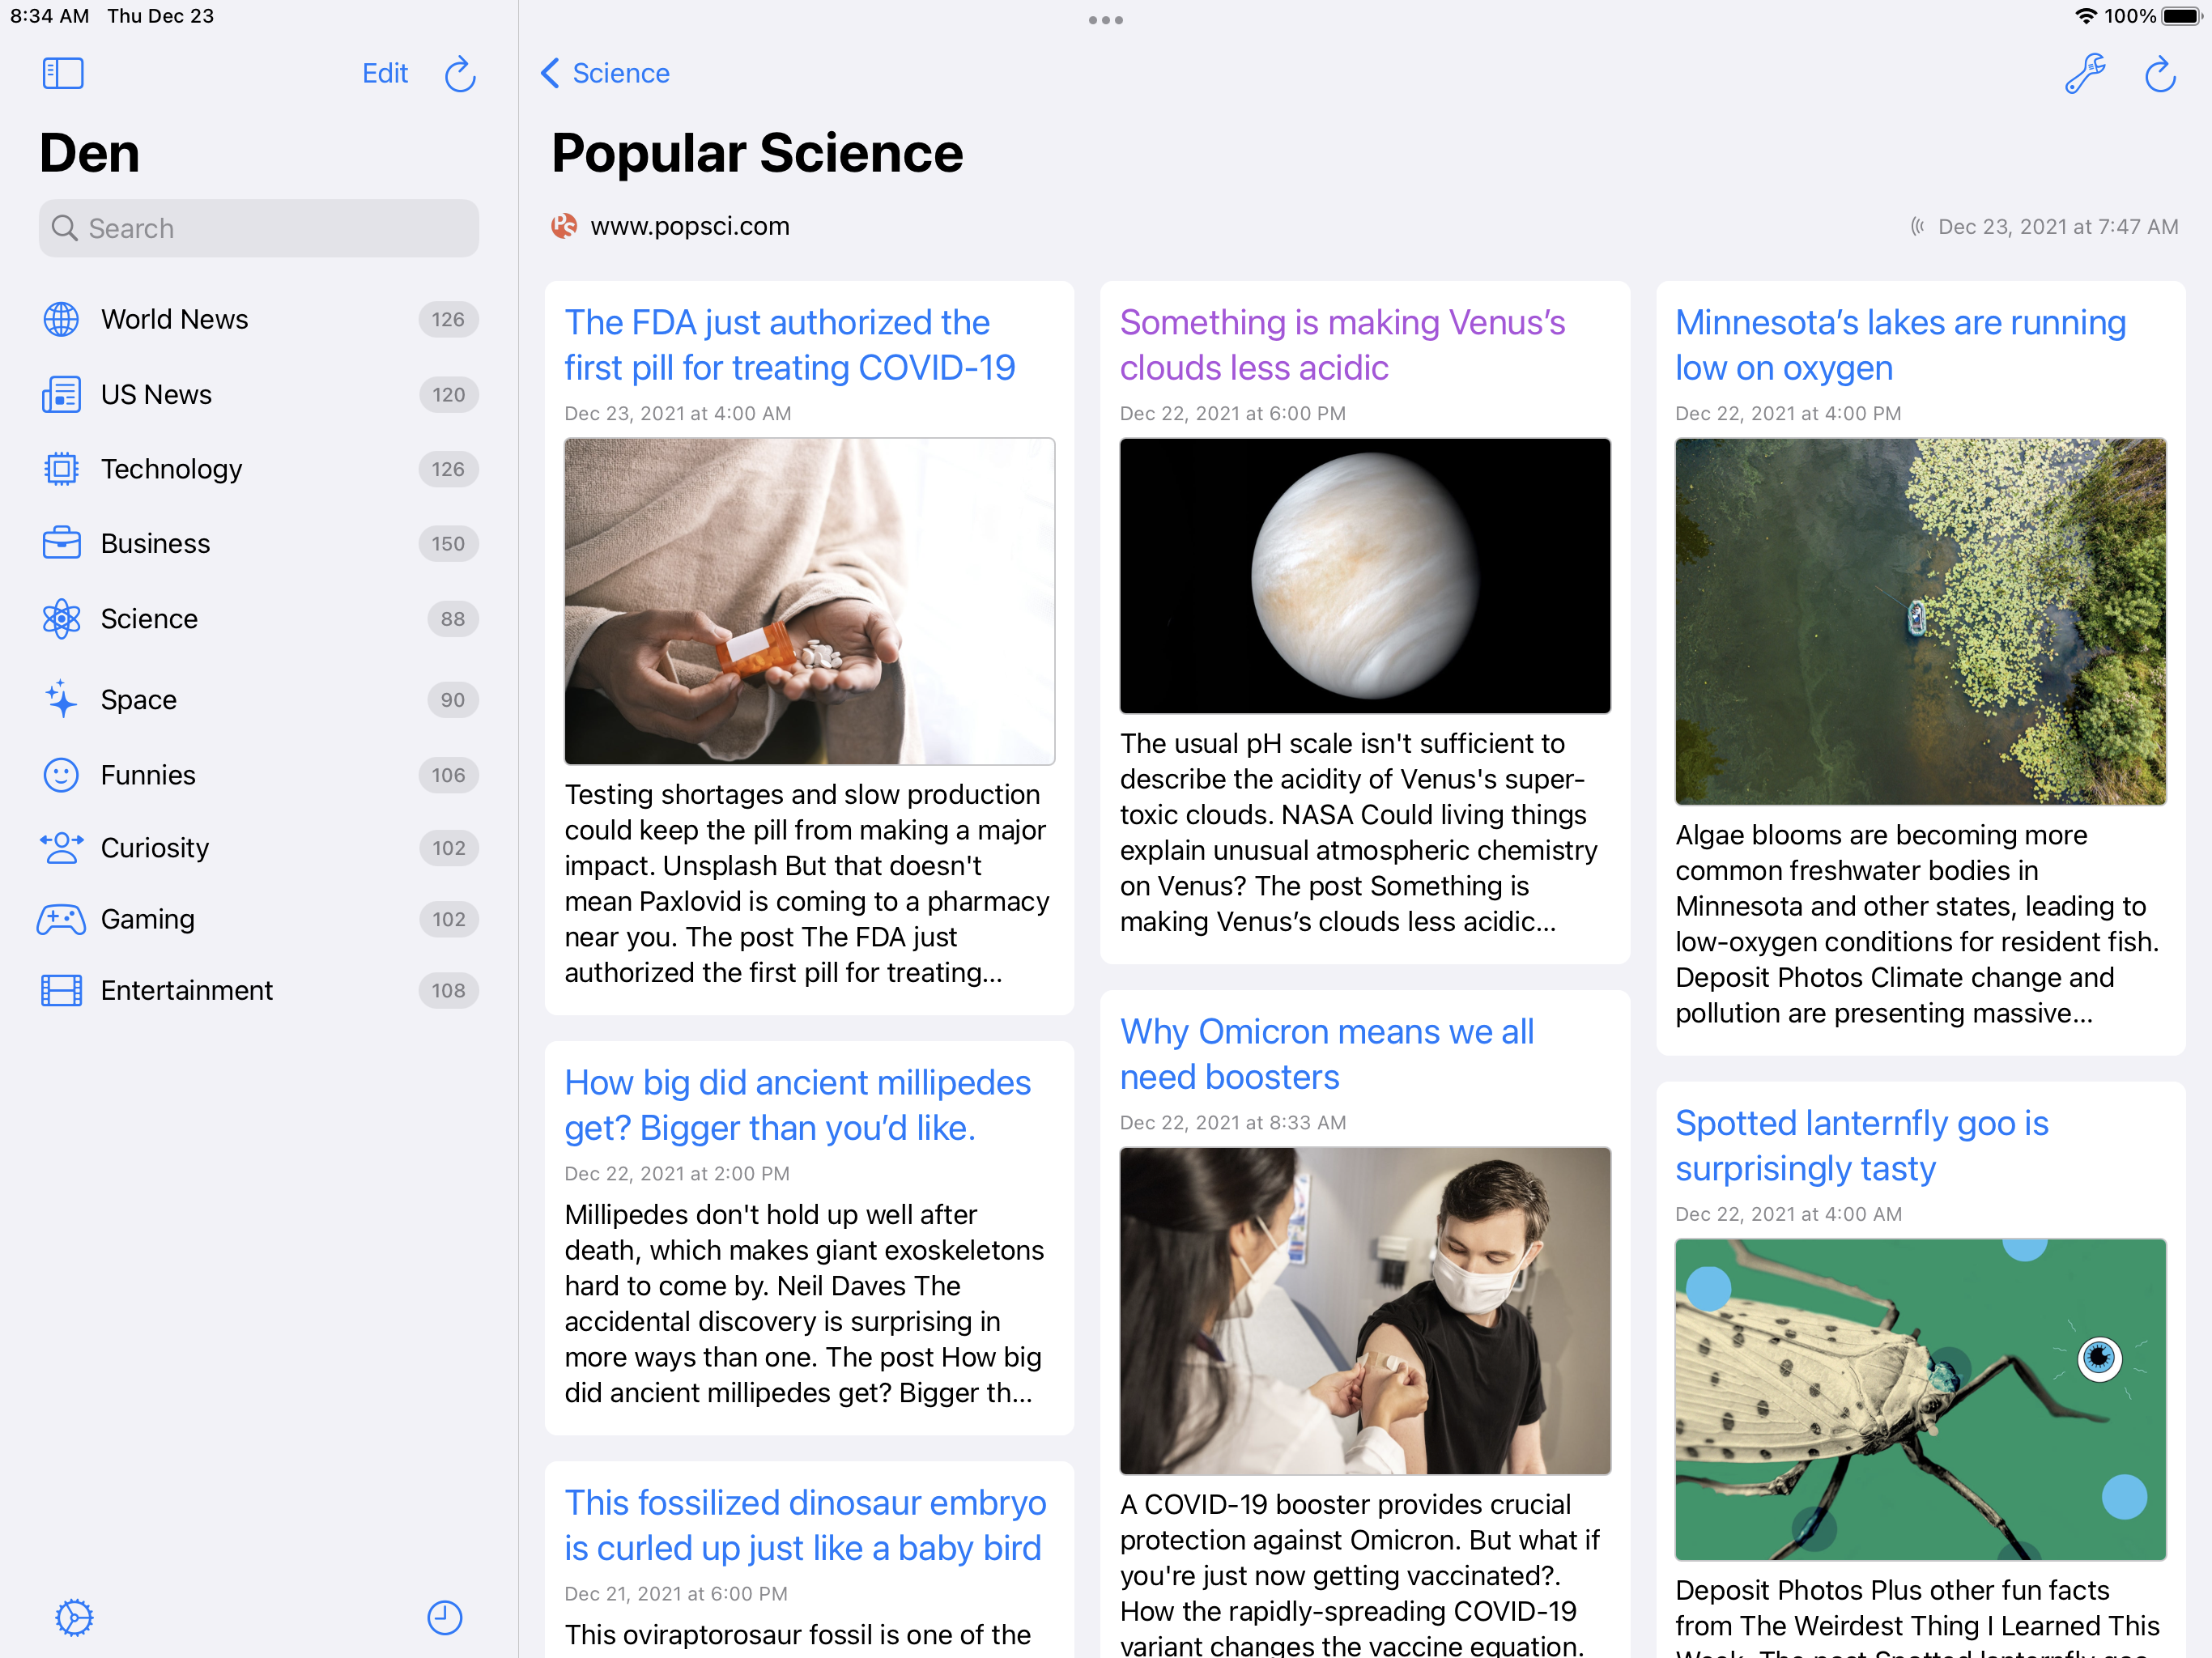 8:34 AM Thu Dec 23
100%
Edit
Den
Search
World News 126
US News 120
Technology 126
Business 150
Science 88
Space 90
Funnies 106
Curiosity 102
Gaming 102
Entertainment 108
Science
Popular Science
PS www.popsci.com
Dec 23, 2021 at 7:47 AM
The FDA just authorized the
first pill for treating COVID-19
Dec 23, 2021 at 4:00 AM
Testing shortages and slow production
could keep the pill from making a major
impact. Unsplash But that doesn't
mean Paxlovid is coming to a pharmacy
near you. The post The FDA just
authorized the first pill for treating...
How big did ancient millipedes
get? Bigger than you’d like.
Dec 22, 2021 at 2:00 PM
Millipedes don't hold up well after
death, which makes giant exoskeletons
hard to come by. Neil Daves The
accidental discovery is surprising in
more ways than one. The post How big
did ancient millipedes get? Bigger th...
This fossilized dinosaur embryo
is curled up just like a baby bird
Dec 21, 2021 at 6:00 PM
This oviraptorosaur fossil is one of the
Something is making Venus’s
clouds less acidic
Dec 22, 2021 at 6:00 PM
The usual pH scale isn't sufficient to
describe the acidity of Venus's super-
toxic clouds. NASA Could living things
explain unusual atmospheric chemistry
on Venus? The post Something is
making Venus’s clouds less acidic...
Why Omicron means we all
need boosters
Dec 22, 2021 at 8:33 AM
A COVID-19 booster provides crucial
protection against Omicron. But what if
you're just now getting vaccinated?.
How the rapidly-spreading COVID-19
variant changes the vaccine equation.
Minnesota’s lakes are running
low on oxygen
Dec 22, 2021 at 4:00 PM
Algae blooms are becoming more
common freshwater bodies in
Minnesota and other states, leading to
low-oxygen conditions for resident fish.
Deposit Photos Climate change and
pollution are presenting massive...
Spotted lanternfly goo is
surprisingly tasty
Dec 22, 2021 at 4:00 AM
Deposit Photos Plus other fun facts
from The Weirdest Thing I Learned This
Week. The post Spotted lanternfly goo